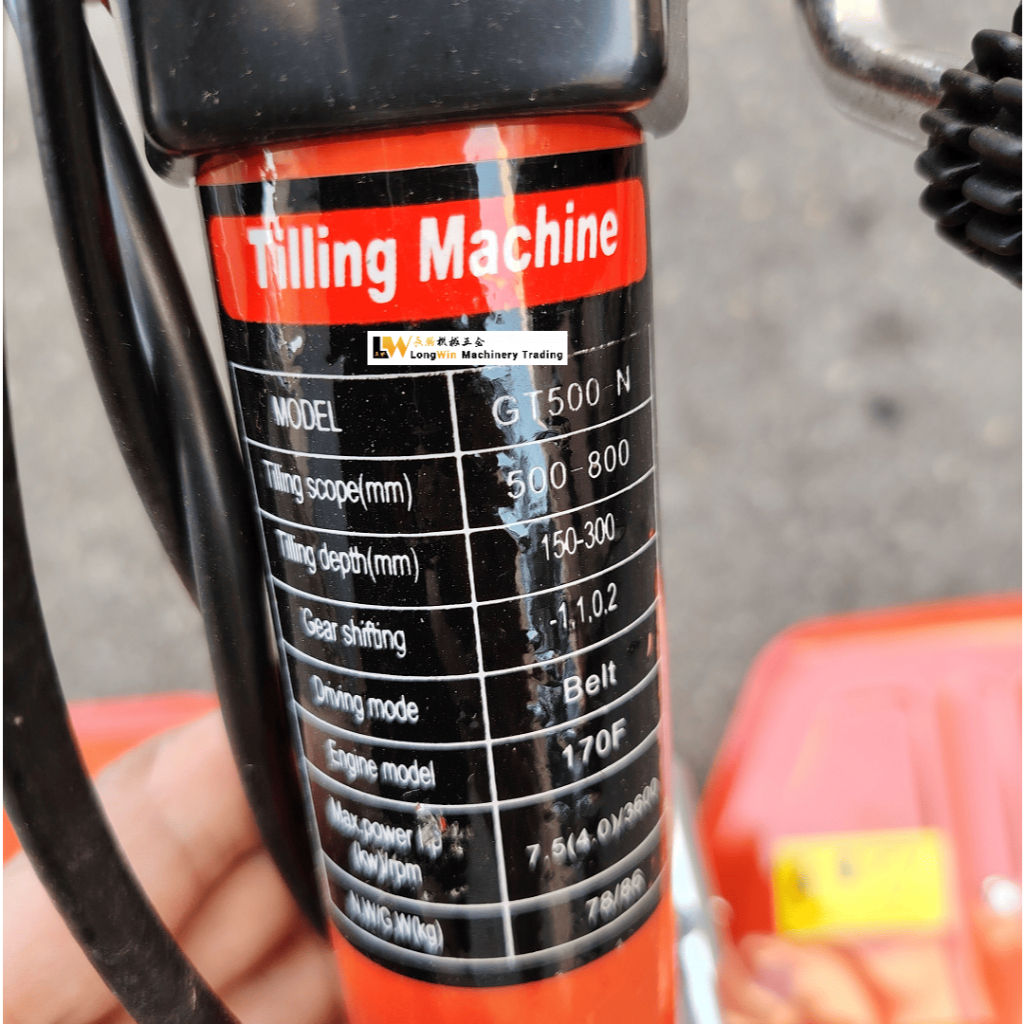 Tilling Machine
LW 長勝機械五金
LongWin Machinery Trading
MODEL GT500-N
Tilling scope(mm) 500-800
Tilling depth(mm) 150-300
Gear shifting -1,1,0,2
Driving mode Belt
Engine model 170F
Max.power
(kw)/rpm 7.5(4.0)/3600
N.W/G.W(kg) 78/86